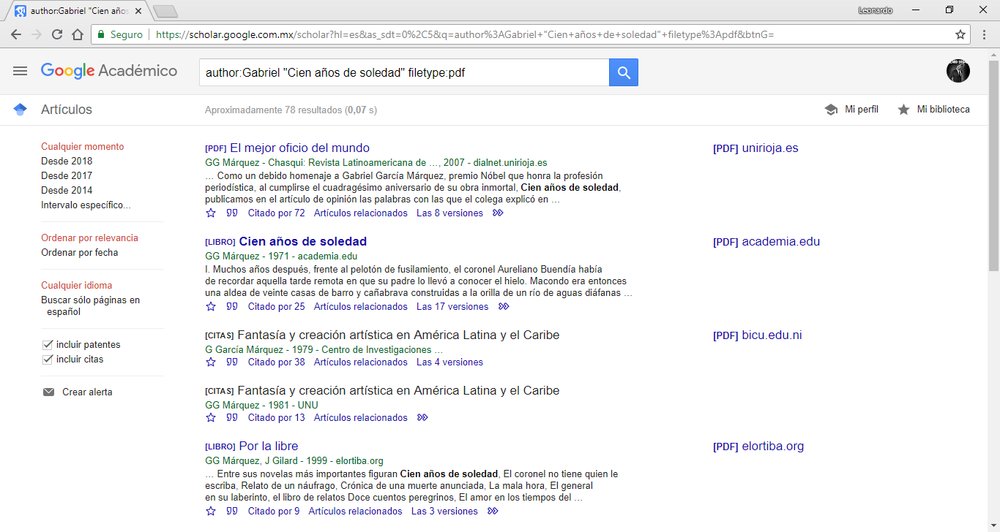 author:Gabriel "Cien años
Leonardo
Seguro
https://scholar.google.com.mx/scholar?hl=es&as_sdt=0%2C5&q=author%3AGabriel+"Cien+años+de+soledad"+filetype%3Apdf&btnG=
Google Académico
author:Gabriel "Cien años de soledad" filetype:pdf
Artículos
Aproximadamente 78 resultados (0,07 s)
Mi perfil
Mi biblioteca
Cualquier momento
Desde 2018
Desde 2017
Desde 2014
Intervalo específico...
Ordenar por relevancia
Ordenar por fecha
Cualquier idioma
Buscar sólo páginas en
español
incluir patentes
incluir citas
Crear alerta
[PDF] El mejor oficio del mundo
GG Márquez - Chasqui: Revista Latinoamericana de …, 2007 - dialnet.unirioja.es
… Como un debido homenaje a Gabriel García Márquez, premio Nóbel que honra la profesión
periodística, al cumplirse el cuadragésimo aniversario de su obra inmortal, Cien años de soledad,
publicamos en el artículo de opinión las palabras con las que el colega explicó en …
Citado por 72 Artículos relacionados Las 8 versiones
[PDF] unirioja.es
[LIBRO] Cien años de soledad
GG Márquez - 1971 - academia.edu
I. Muchos años después, frente al pelotón de fusilamiento, el coronel Aureliano Buendía había
de recordar aquella tarde remota en que su padre lo llevó a conocer el hielo. Macondo era entonces
una aldea de veinte casas de barro y cañabrava construidas a la orilla de un río de aguas diáfanas …
Citado por 25 Artículos relacionados Las 17 versiones
[PDF] academia.edu
[CITAS] Fantasía y creación artística en América Latina y el Caribe
G García Márquez - 1979 - Centro de Investigaciones …
Citado por 38 Artículos relacionados Las 4 versiones
[PDF] bicu.edu.ni
[CITAS] Fantasía y creación artística en América Latina y el Caribe
GG Márquez - 1981 - UNU
Citado por 13 Artículos relacionados
[LIBRO] Por la libre
GG Márquez, J Gilard - 1999 - elortiba.org
… Entre sus novelas más importantes figuran Cien años de soledad, El coronel no tiene quien le
escriba, Relato de un náufrago, Crónica de una muerte anunciada, La mala hora, El general
en su laberinto, el libro de relatos Doce cuentos peregrinos, El amor en los tiempos del …
Citado por 9 Artículos relacionados Las 3 versiones
[PDF] elortiba.org